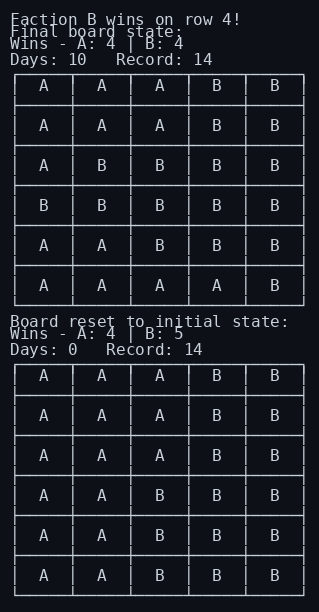 Faction B wins on row 4!
Final board state:
Wins - A: 4 | B: 4
Days: 10   Record: 14
A A A B B
A A A B B
A B B B B
B B B B B
A A B B B
A A A A B
Board reset to initial state:
Wins - A: 4 | B: 5
Days: 0   Record: 14
A A A B B
A A A B B
A A A B B
A A B B B
A A B B B
A A B B B